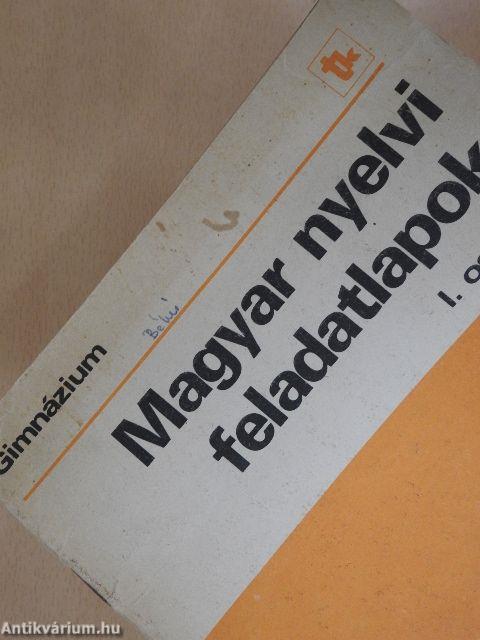 tk
Gimnázium
Magyar nyelvi
feladatlapok
I.
Antikvárium.hu